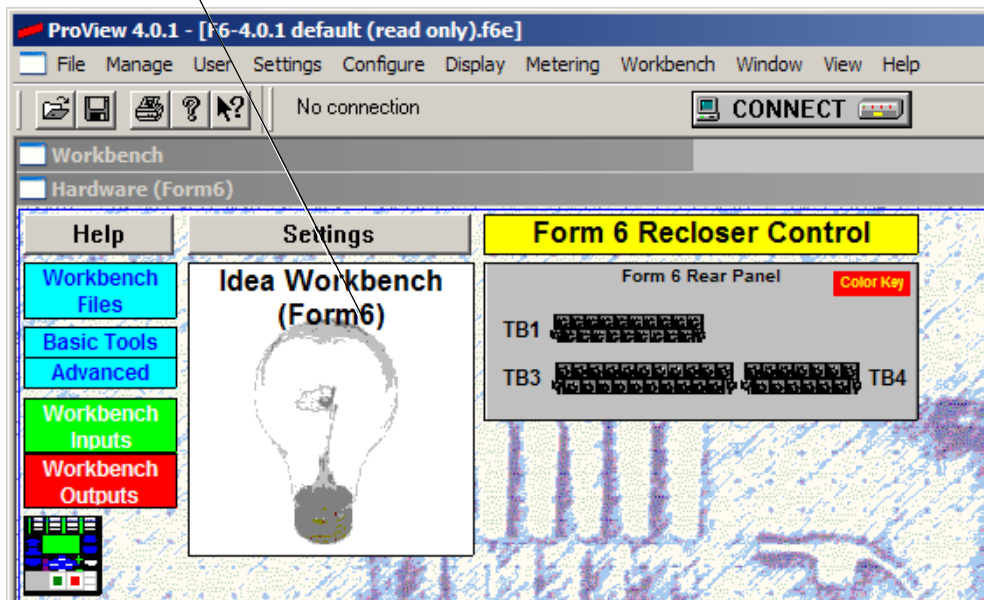 ProView 4.0.1 - [F6-4.0.1 default (read only).f6e]
File Manage User Settings Configure Display Metering Workbench Window View Help
No connection
CONNECT
Workbench
Hardware (Form6)
Help
Settings
Form 6 Recloser Control
Workbench
Files
Basic Tools
Advanced
Workbench
Inputs
Workbench
Outputs
Idea Workbench
(Form6)
Form 6 Rear Panel
Color Key
TB1
TB3
TB4